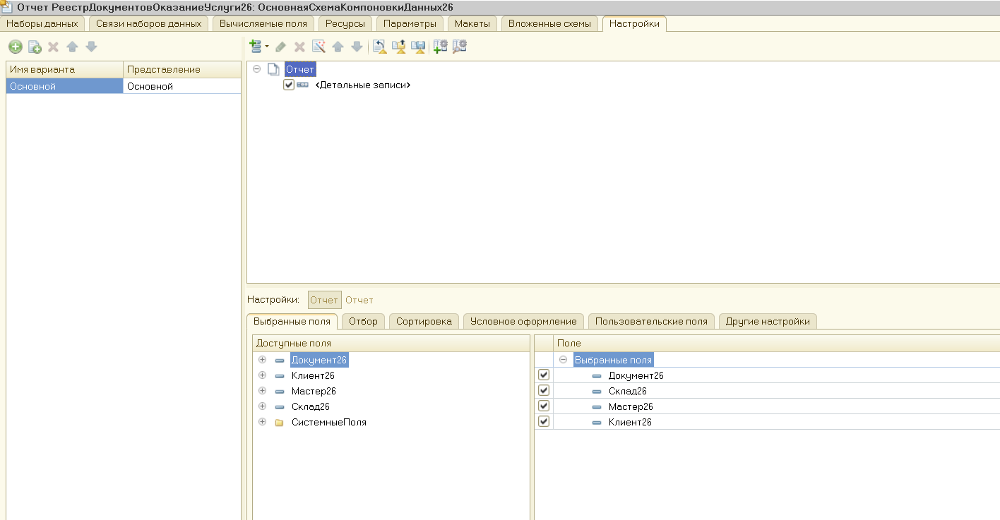 Отчет РеестрДокументовОказаниеУслуги26: ОсновнаяСхемаКомпоновкиДанных26
Наборы данных Связи наборов данных Вычисляемые поля Ресурсы Параметры Макеты Вложенные схемы Настройки
Имя варианта Представление
Основной Основной
Отчет
<Детальные записи>
Настройки: Отчет Отчет
Выбранные поля Отбор Сортировка Условное оформление Пользовательские поля Другие настройки
Доступные поля
Документ26
Клиент26
Мастер26
Склад26
СистемныеПоля
Поле
Выбранные поля
Документ26
Склад26
Мастер26
Клиент26